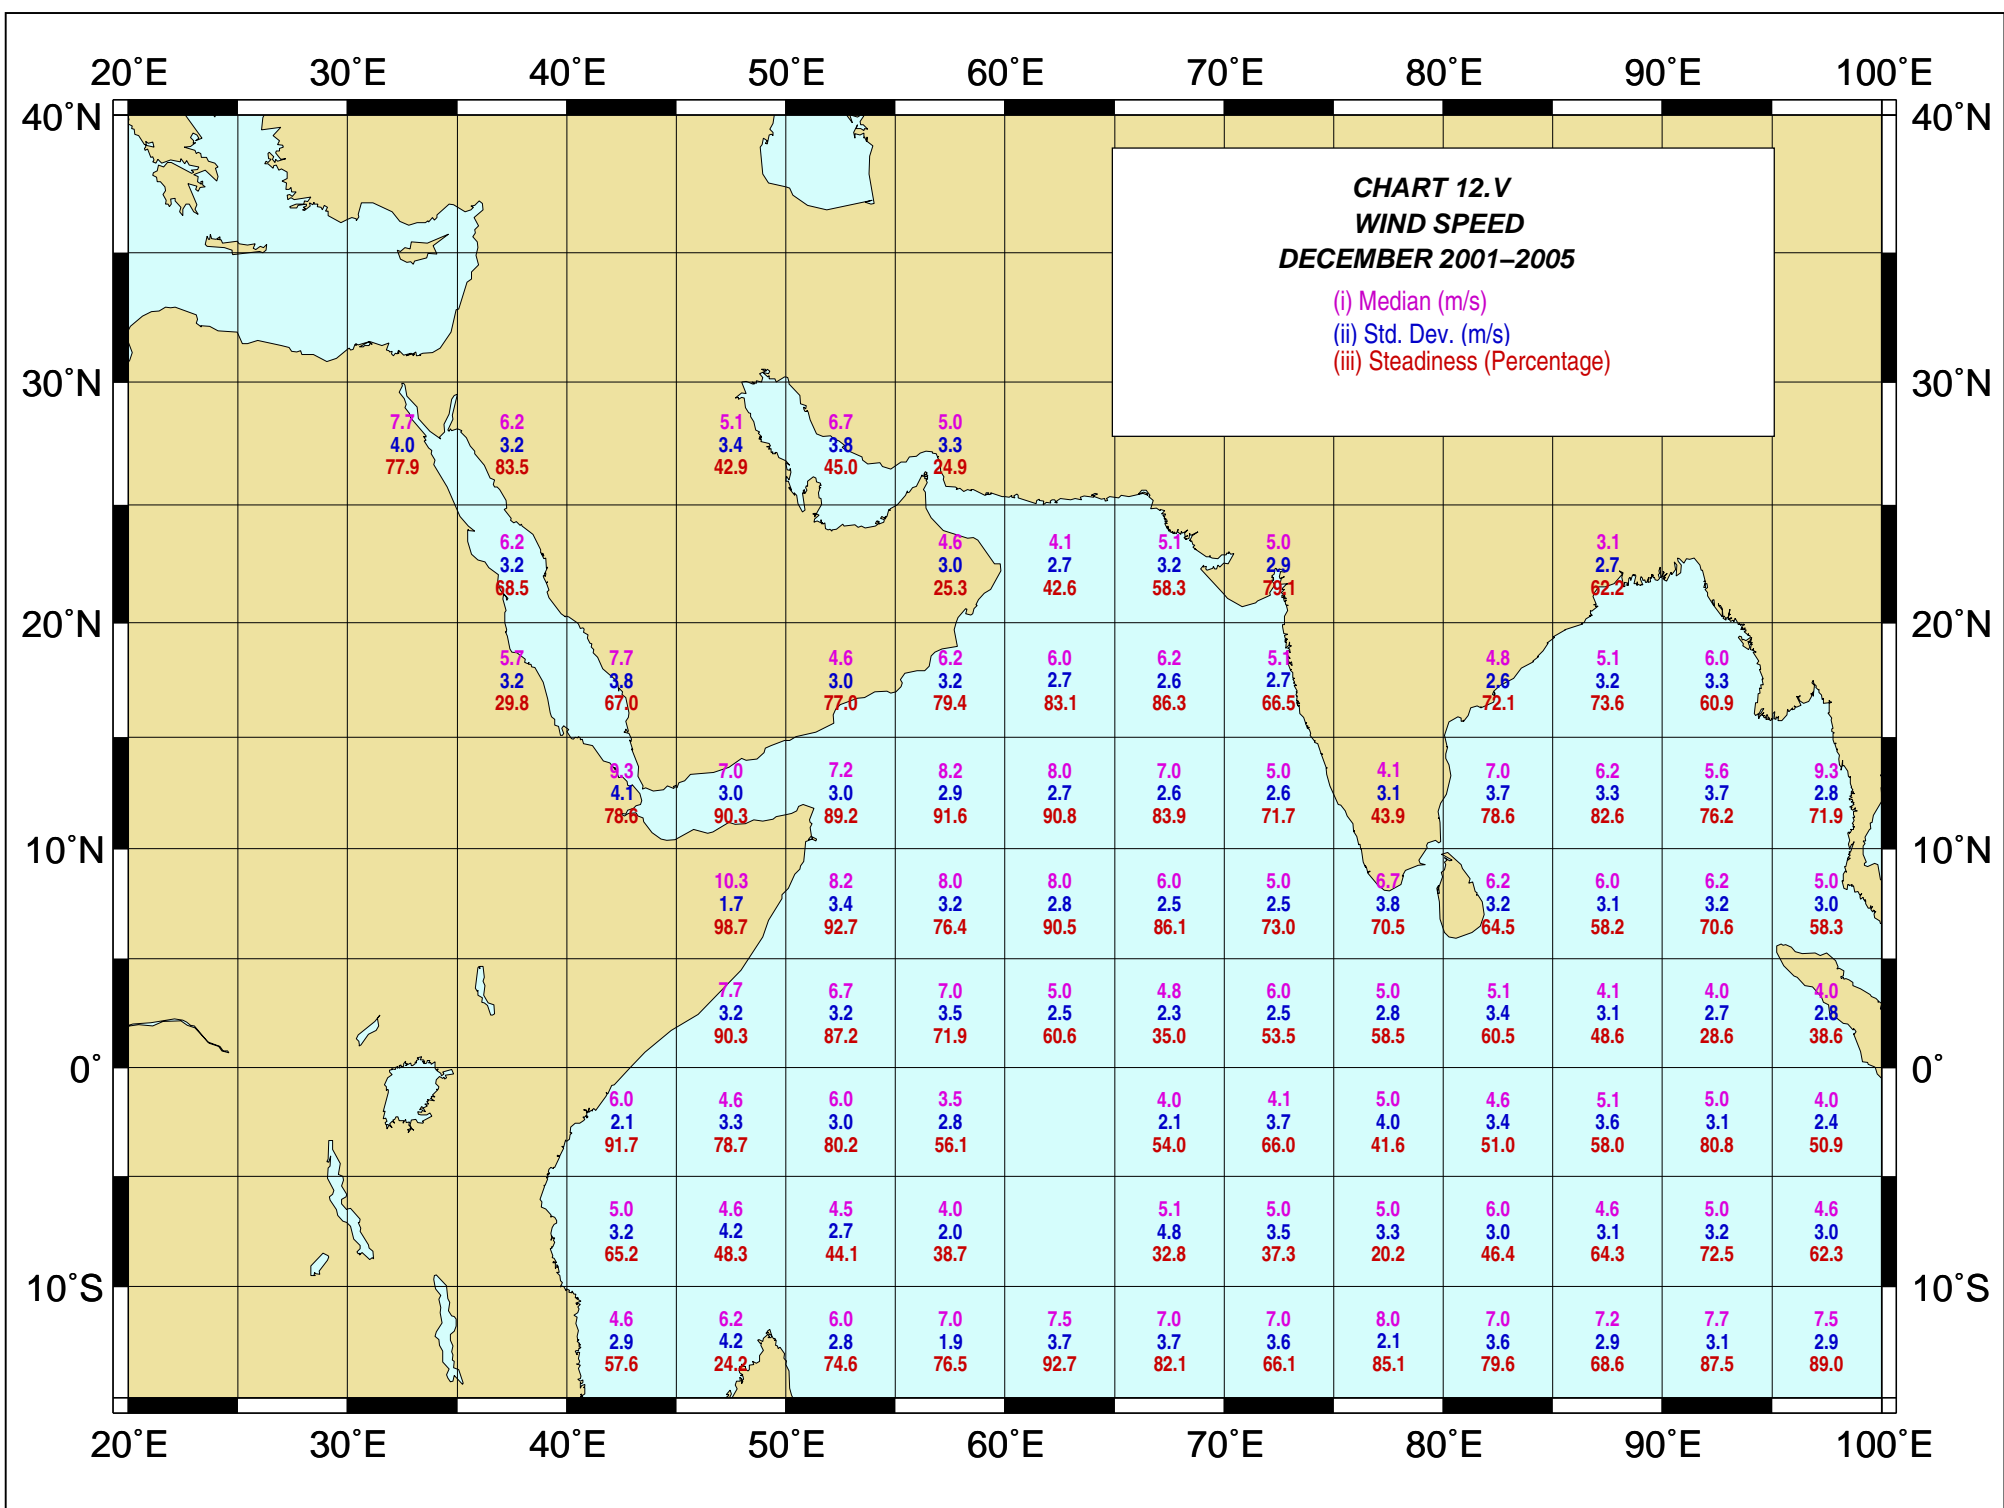 20˚E 30˚E 40˚E 50˚E 60˚E 70˚E 80˚E 90˚E 100˚E
40˚N 40˚N
CHART 12.V
WIND SPEED
DECEMBER 2001–2005
(i) Median (m/s)
(ii) Std. Dev. (m/s)
(iii) Steadiness (Percentage)
30˚N 30˚N
7.7 6.2 5.1 6.7 5.0
4.0 3.2 3.4 3.8 3.3
77.9 83.5 42.9 45.0 24.9
6.2 4.6 4.1 5.1 5.0 3.1
3.2 3.0 2.7 3.2 2.9 2.7
68.5 25.3 42.6 58.3 79.1 62.2
20˚N 20˚N
5.7 7.7 4.6 6.2 6.0 6.2 5.1 4.8 5.1 6.0
3.2 3.8 3.0 3.2 2.7 2.6 2.7 2.6 3.2 3.3
29.8 67.0 77.0 79.4 83.1 86.3 66.5 72.1 73.6 60.9
9.3 7.0 7.2 8.2 8.0 7.0 5.0 4.1 7.0 6.2 5.6 9.3
4.1 3.0 3.0 2.9 2.7 2.6 2.6 3.1 3.7 3.3 3.7 2.8
78.6 90.3 89.2 91.6 90.8 83.9 71.7 43.9 78.6 82.6 76.2 71.9
10˚N 10˚N
10.3 8.2 8.0 8.0 6.0 5.0 6.7 6.2 6.0 6.2 5.0
1.7 3.4 3.2 2.8 2.5 2.5 3.8 3.2 3.1 3.2 3.0
98.7 92.7 76.4 90.5 86.1 73.0 70.5 64.5 58.2 70.6 58.3
7.7 6.7 7.0 5.0 4.8 6.0 5.0 5.1 4.1 4.0 4.0
3.2 3.2 3.5 2.5 2.3 2.5 2.8 3.4 3.1 2.7 2.8
90.3 87.2 71.9 60.6 35.0 53.5 58.5 60.5 48.6 28.6 38.6
0˚ 0˚
6.0 4.6 6.0 3.5 4.0 4.1 5.0 4.6 5.1 5.0 4.0
2.1 3.3 3.0 2.8 2.1 3.7 4.0 3.4 3.6 3.1 2.4
91.7 78.7 80.2 56.1 54.0 66.0 41.6 51.0 58.0 80.8 50.9
5.0 4.6 4.5 4.0 5.1 5.0 5.0 6.0 4.6 5.0 4.6
3.2 4.2 2.7 2.0 4.8 3.5 3.3 3.0 3.1 3.2 3.0
65.2 48.3 44.1 38.7 32.8 37.3 20.2 46.4 64.3 72.5 62.3
10˚S 10˚S
4.6 6.2 6.0 7.0 7.5 7.0 7.0 8.0 7.0 7.2 7.7 7.5
2.9 4.2 2.8 1.9 3.7 3.7 3.6 2.1 3.6 2.9 3.1 2.9
57.6 24.2 74.6 76.5 92.7 82.1 66.1 85.1 79.6 68.6 87.5 89.0
20˚E 30˚E 40˚E 50˚E 60˚E 70˚E 80˚E 90˚E 100˚E